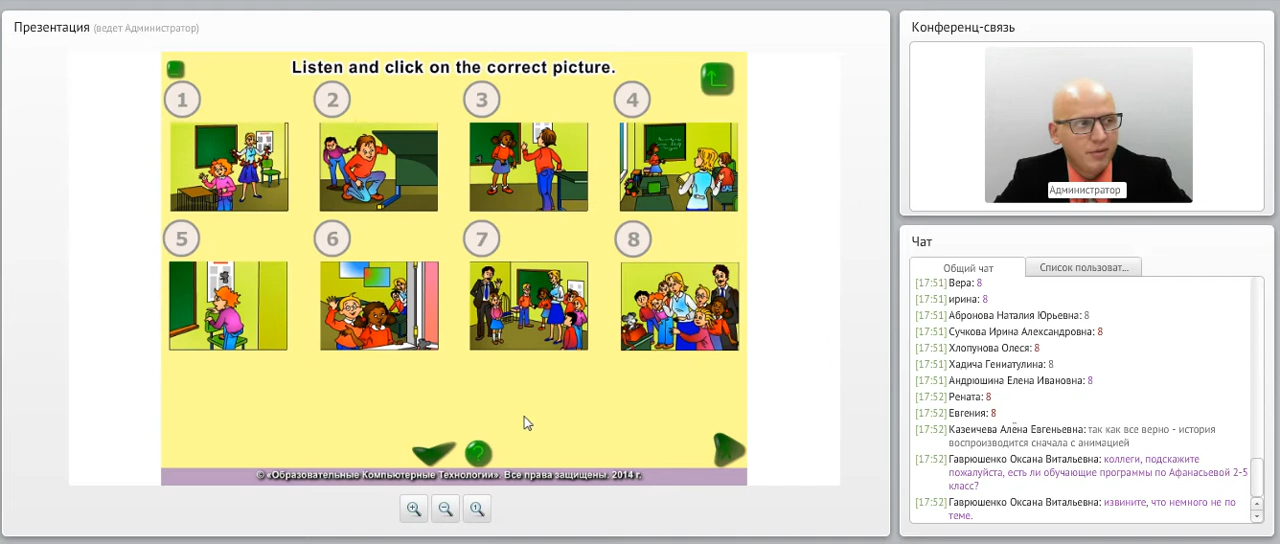 Презентация (ведет Администратор)
Listen and click on the correct picture.
1
2
3
4
5
6
7
8
?
© «Образовательные Компьютерные Технологии». Все права защищены. 2014 г.
Конференц-связь
Администратор
Чат
Общий чат
Список пользоват...
[17:51] Вера: 8
[17:51] ирина: 8
[17:51] Абронова Наталия Юрьевна: 8
[17:51] Сучкова Ирина Александровна: 8
[17:51] Хлопунова Олеся: 8
[17:51] Хадича Гениатулина: 8
[17:51] Андрюшина Елена Ивановна: 8
[17:52] Рената: 8
[17:52] Евгения: 8
[17:52] Казеичева Алёна Евгеньевна: так как все верно - история
воспроизводится сначала с анимацией
[17:52] Гаврюшенко Оксана Витальевна: коллеги, подскажите
пожалуйста, есть ли обучающие программы по Афанасьевой 2-5
класс?
[17:52] Гаврюшенко Оксана Витальевна: извините, что немного не по
теме.